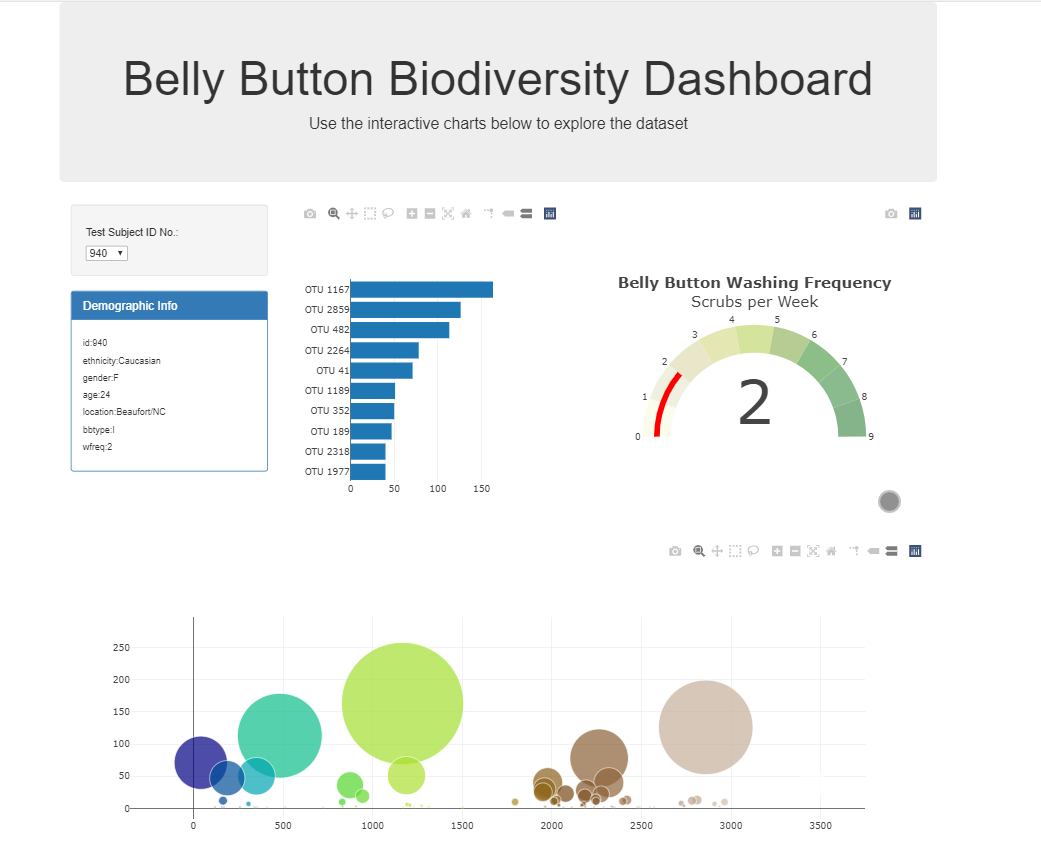 Belly Button Biodiversity Dashboard
Use the interactive charts below to explore the dataset
Test Subject ID No.:
940
Demographic Info
id:940
ethnicity:Caucasian
gender:F
age:24
location:Beaufort/NC
bbtype:I
wfreq:2
OTU 1167
OTU 2859
OTU 482
OTU 2264
OTU 41
OTU 1189
OTU 352
OTU 189
OTU 2318
OTU 1977
0 50 100 150
Belly Button Washing Frequency
Scrubs per Week
0
1
2
3
4
5
6
7
8
9
2
250
200
150
100
50
0
0 500 1000 1500 2000 2500 3000 3500